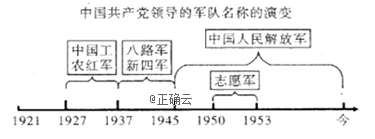 中国共产党领导的军队名称的演变
中国人民解放军
中国工
农红军
八路军
新四军
志愿军
@正确云
1921 1927 1937 1945 1950 1953 今